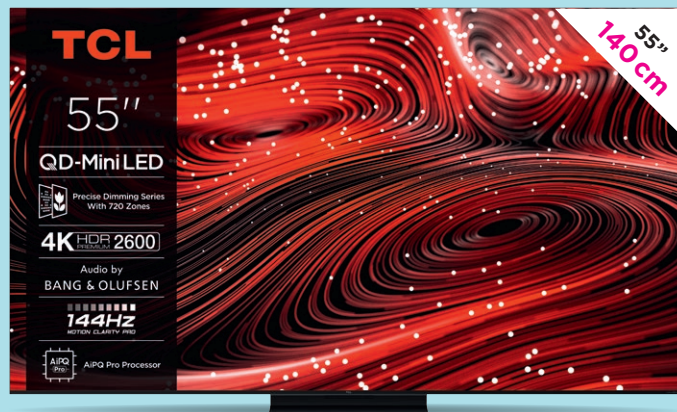 TCL
55"
QD-Mini LED
Precise Dimming Series
With 720 Zones
4K HDR PREMIUM 2600
Audio by
BANG & OLUFSEN
144HZ
MOTION CLARITY PRO
AiPQ
Pro
AiPQ Pro Processor
55”
140 cm